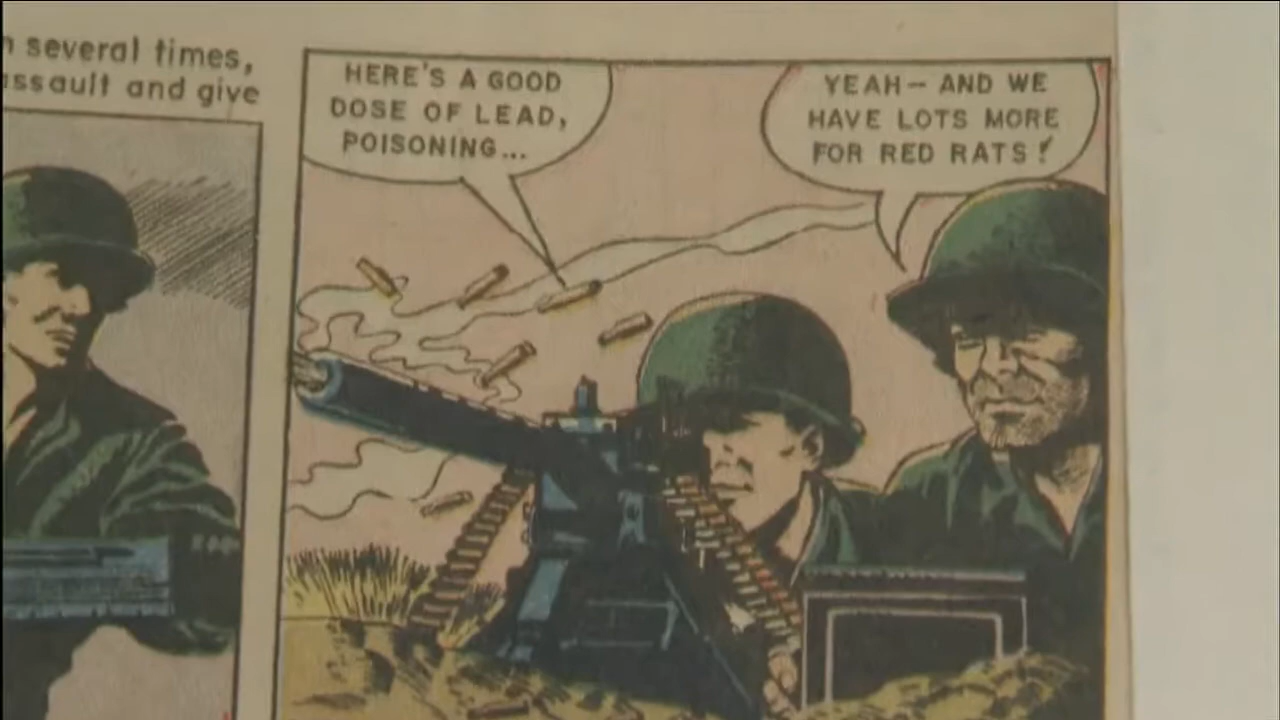 several times,
assault and give
HERE'S A GOOD
DOSE OF LEAD,
POISONING...
YEAH— AND WE
HAVE LOTS MORE
FOR RED RATS!